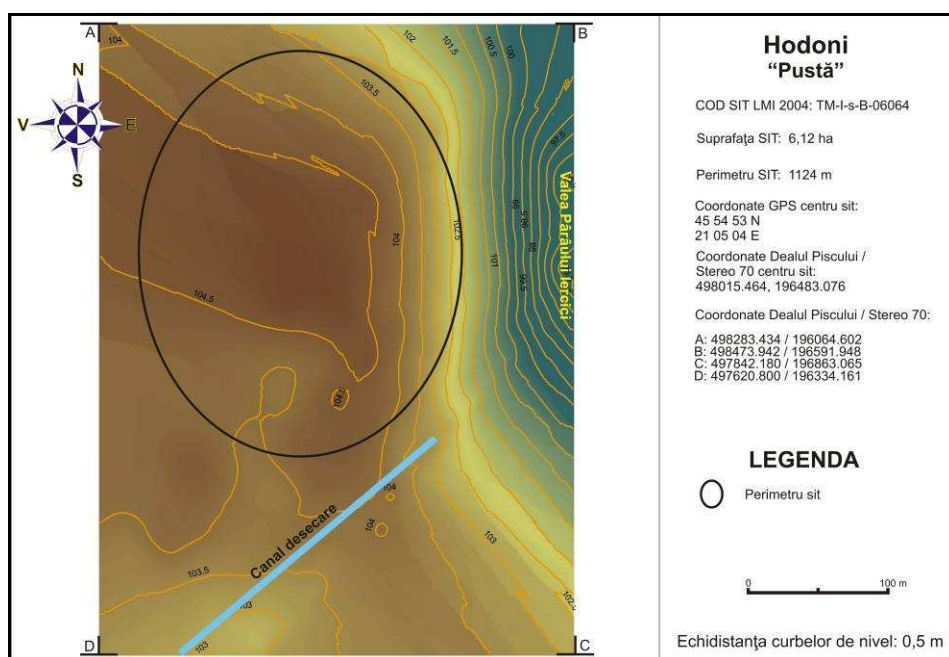 A
B
C
D
N
V
E
S
104
102
101.5
100.5
100
103.5
97.5
104
102.5
101
99
98
99.5
104.5
104.5
104
104
103
103.5
103
103
102.5
Valea Pârâului Iercici
Canal desecare
Hodoni
“Pustă”
COD SIT LMI 2004: TM-I-s-B-06064
Suprafaţa SIT: 6,12 ha
Perimetru SIT: 1124 m
Coordonate GPS centru sit:
45 54 53 N
21 05 04 E
Coordonate Dealul Piscului /
Stereo 70 centru sit:
498015.464, 196483.076
Coordonate Dealul Piscului / Stereo 70:
A: 498283.434 / 196064.602
B: 498473.942 / 196591.948
C: 497842.180 / 196863.065
D: 497620.800 / 196334.161
LEGENDA
Perimetru sit
0
100 m
Echidistanţa curbelor de nivel: 0,5 m